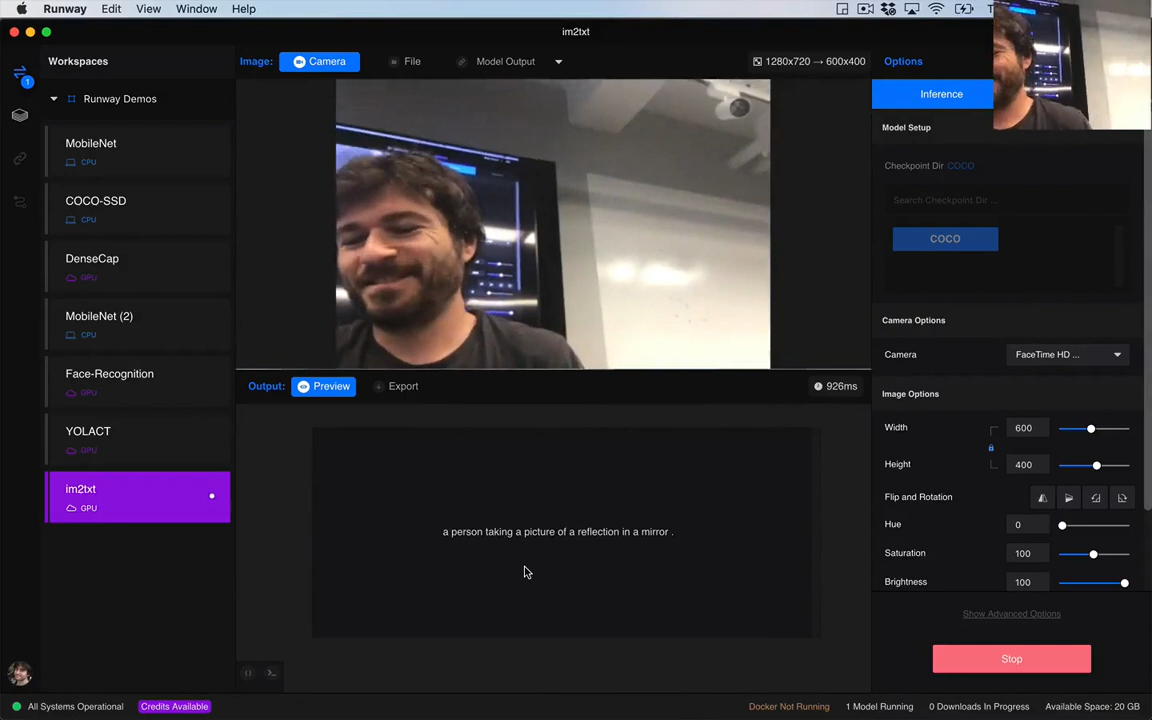 Runway Edit View Window Help
im2txt
Workspaces
Image: Camera File Model Output 1280x720 → 600x400 Options
1
Runway Demos
Inference
Model Setup
MobileNet
CPU
Checkpoint Dir COCO
COCO-SSD
Search Checkpoint Dir ...
CPU
COCO
DenseCap
GPU
MobileNet (2)
Camera Options
CPU
Camera FaceTime HD ...
Face-Recognition
Output: Preview Export 926ms
GPU
Image Options
YOLACT
Width 600
GPU
Height 400
im2txt
GPU
Flip and Rotation
Hue 0
a person taking a picture of a reflection in a mirror .
Saturation 100
Brightness 100
Show Advanced Options
Stop
All Systems Operational Credits Available Docker Not Running 1 Model Running 0 Downloads In Progress Available Space: 20 GB